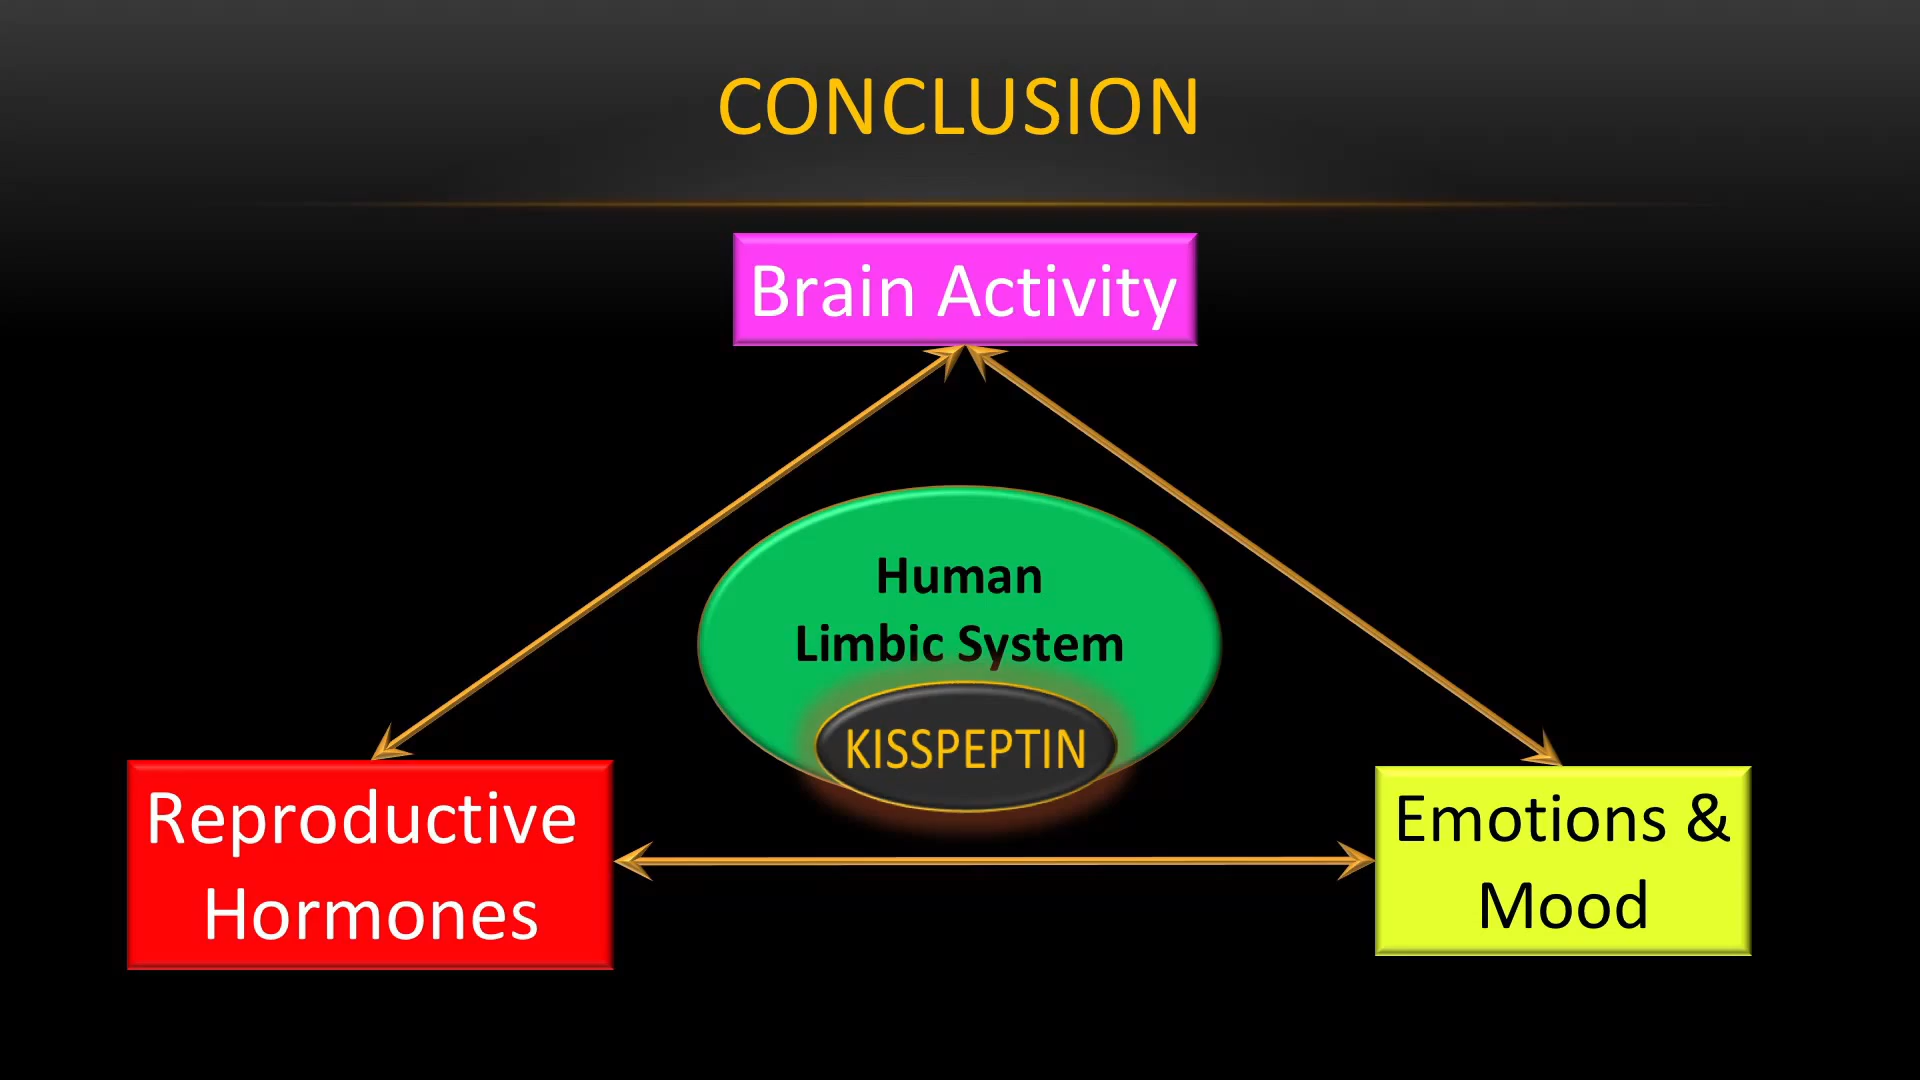 CONCLUSION
Brain Activity
Human
Limbic System
KISSPEPTIN
Reproductive
Hormones
Emotions &
Mood